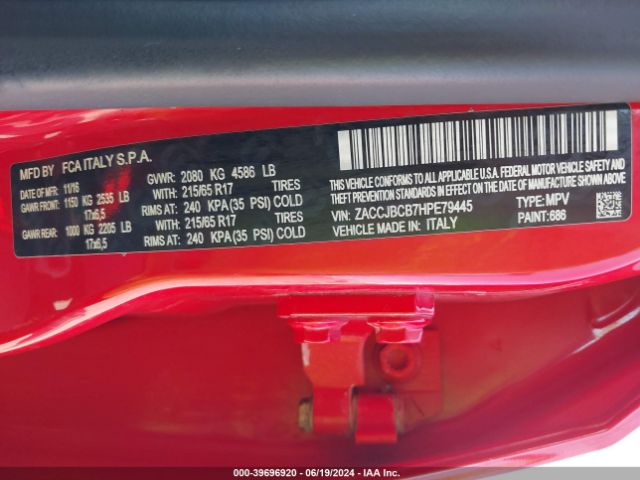 MFD BY FCA ITALY S.P.A.
DATE OF MFR 11/16
GVWR: 2080 KG 4586 LB
GAWR FRONT: 1150 KG 2535 LB WITH: 215/65 R17 TIRES
17x6,5 RIMS AT: 240 KPA(35 PSI) COLD
GAWR REAR: 1000 KG 2205 LB WITH: 215/65 R17 TIRES
17x6,5 RIMS AT: 240 KPA(35 PSI) COLD
THIS VEHICLE CONFORMS TO ALL APPLICABLE U.S.A. FEDERAL MOTOR VEHICLE SAFETY
THEFT PREVENTION STANDARDS IN EFFECT ON THE DATE OF MANUFACTURE SHOWN ABOVE
VIN: ZACCJBCB7HPE79445 TYPE: MPV
VEHICLE MADE IN: ITALY PAINT: 686
000-39696920 - 06/19/2024 - IAA Inc.